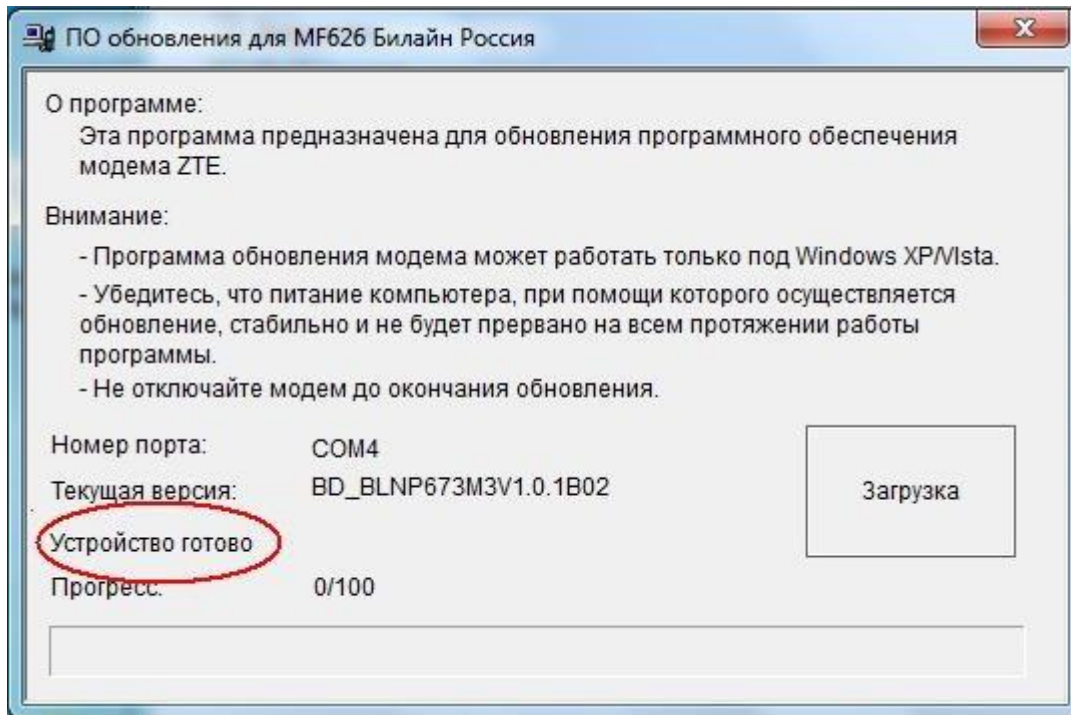 ПО обновления для MF626 Билайн Россия
О программе:
Эта программа предназначена для обновления программного обеспечения
модема ZTE.
Внимание:
- Программа обновления модема может работать только под Windows XP/VIsta.
- Убедитесь, что питание компьютера, при помощи которого осуществляется
обновление, стабильно и не будет прервано на всем протяжении работы
программы.
- Не отключайте модем до окончания обновления.
Номер порта: COM4
Текущая версия: BD_BLNP673M3V1.0.1B02
Загрузка
Устройство готово
Прогресс: 0/100